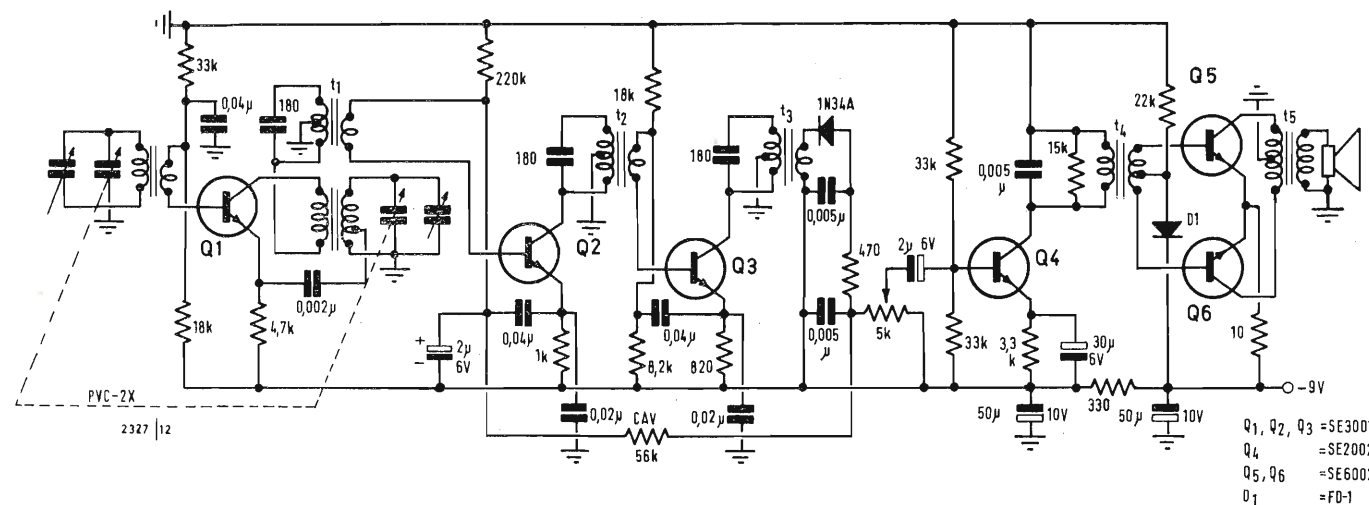 33k
0,04µ
180
t1
220k
18k
180
t2
180
t3
1N34A
0,005µ
33k
0,005
µ
15k
t4
22k
Q5
t5
D1
Q1
0,002µ
18k
4,7k
Q2
Q3
470
2µ 6V
Q4
Q6
+
2µ
-
6V
0,04µ
1k
0,04µ
8,2k
820
0,005
µ
5k
33k
3,3
k
30µ
6V
10
PVC-2X
2327|12
0,02µ
CAV
56k
0,02µ
50µ
10V
330
50µ
10V
-9V
Q1, Q2, Q3 =SE300
Q4 =SE2002
Q5, Q6 =SE6002
D1 =FD-1